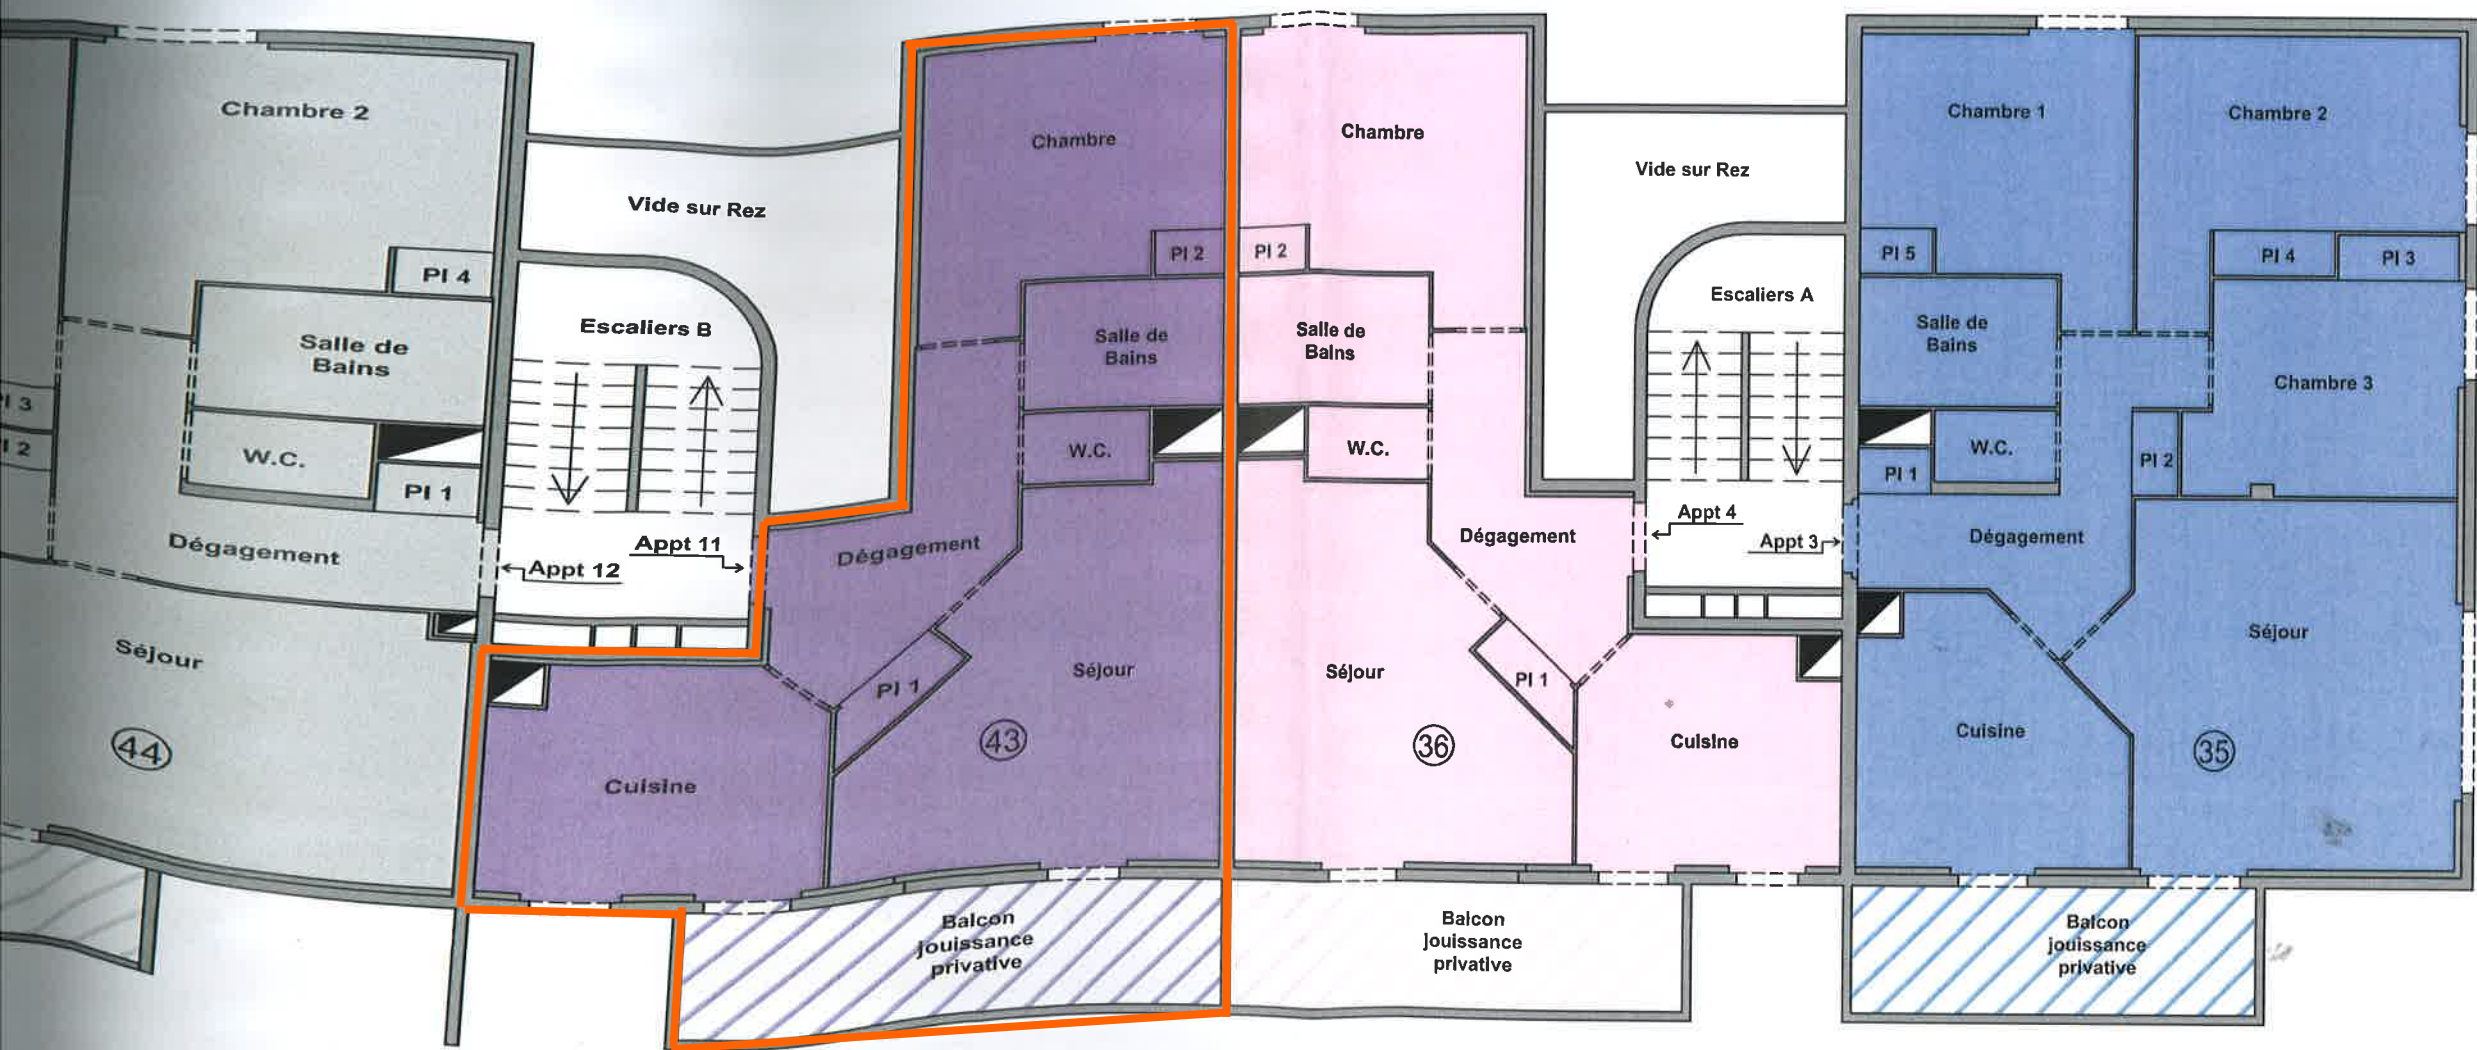 Chambre 2
Pl 4
Salle de
Bains
Pl 3
Pl 2
W.C.
Pl 1
Dégagement
Séjour
44
Vide sur Rez
Escaliers B
Appt 11
Appt 12
Chambre
Pl 2
Salle de
Bains
W.C.
Dégagement
Pl 1
Séjour
43
Cuisine
Balcon
jouissance
privative
Chambre
Pl 2
Salle de
Bains
W.C.
Dégagement
Séjour
Pl 1
36
Cuisine
Balcon
jouissance
privative
Vide sur Rez
Escaliers A
Appt 4
Appt 3
Chambre 1
Chambre 2
Pl 5
Pl 4
Pl 3
Salle de
Bains
Chambre 3
W.C.
Pl 1
Pl 2
Dégagement
Séjour
Cuisine
35
Balcon
jouissance
privative